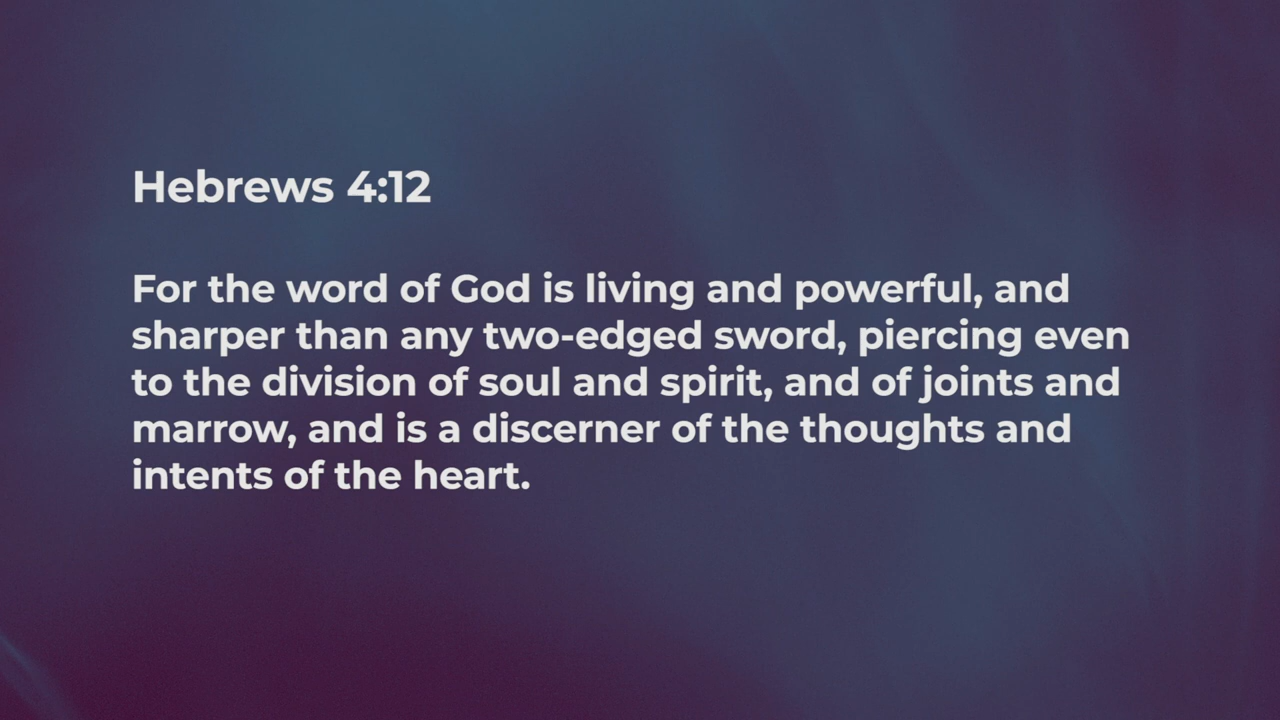 Hebrews 4:12
For the word of God is living and powerful, and
sharper than any two-edged sword, piercing even
to the division of soul and spirit, and of joints and
marrow, and is a discerner of the thoughts and
intents of the heart.